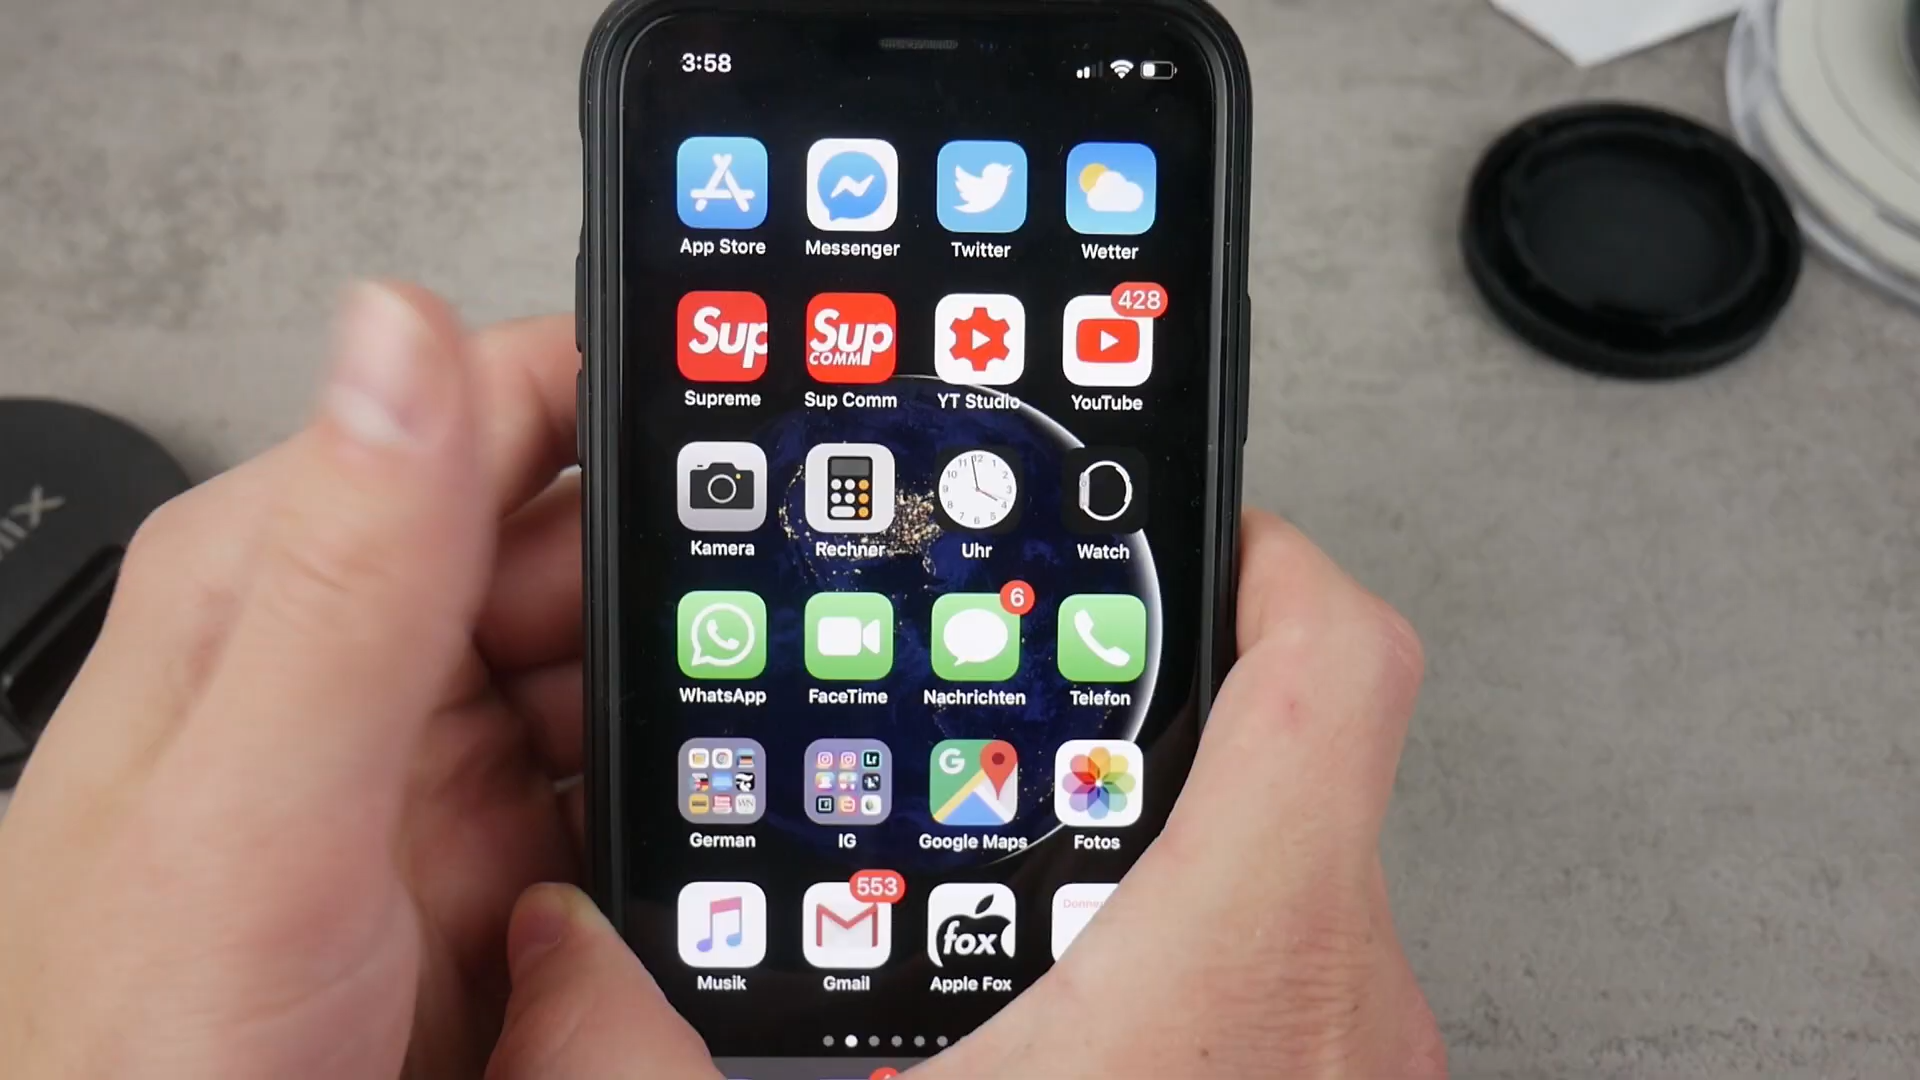 3:58
App Store
Messenger
Twitter
Wetter
428
Sup
Sup
COMM
Supreme
Sup Comm
YT Studio
YouTube
Kamera
Rechner
Uhr
Watch
6
WhatsApp
FaceTime
Nachrichten
Telefon
Lr
G
German
IG
Google Maps
Fotos
553
fox
Musik
Gmail
Apple Fox